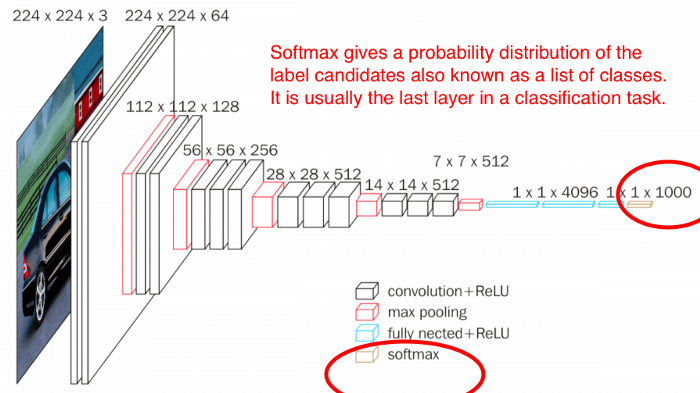 224 x 224 x 3
224 x 224 x 64
Softmax gives a probability distribution of the
label candidates also known as a list of classes.
It is usually the last layer in a classification task.
112 x 112 x 128
56 x 56 x 256
28 x 28 x 512
14 x 14 x 512
7 x 7 x 512
1 x 1 x 4096
1 x 1 x 1000
convolution+ReLU
max pooling
fully nected+ReLU
softmax